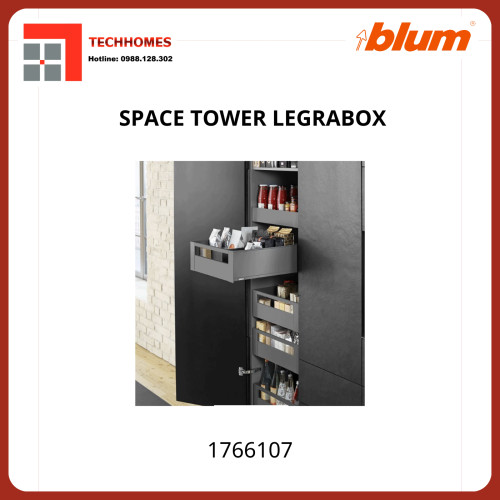 TECHHOMES
Hotline: 0988.128.302
blum
SPACE TOWER LEGRABOX
1766107